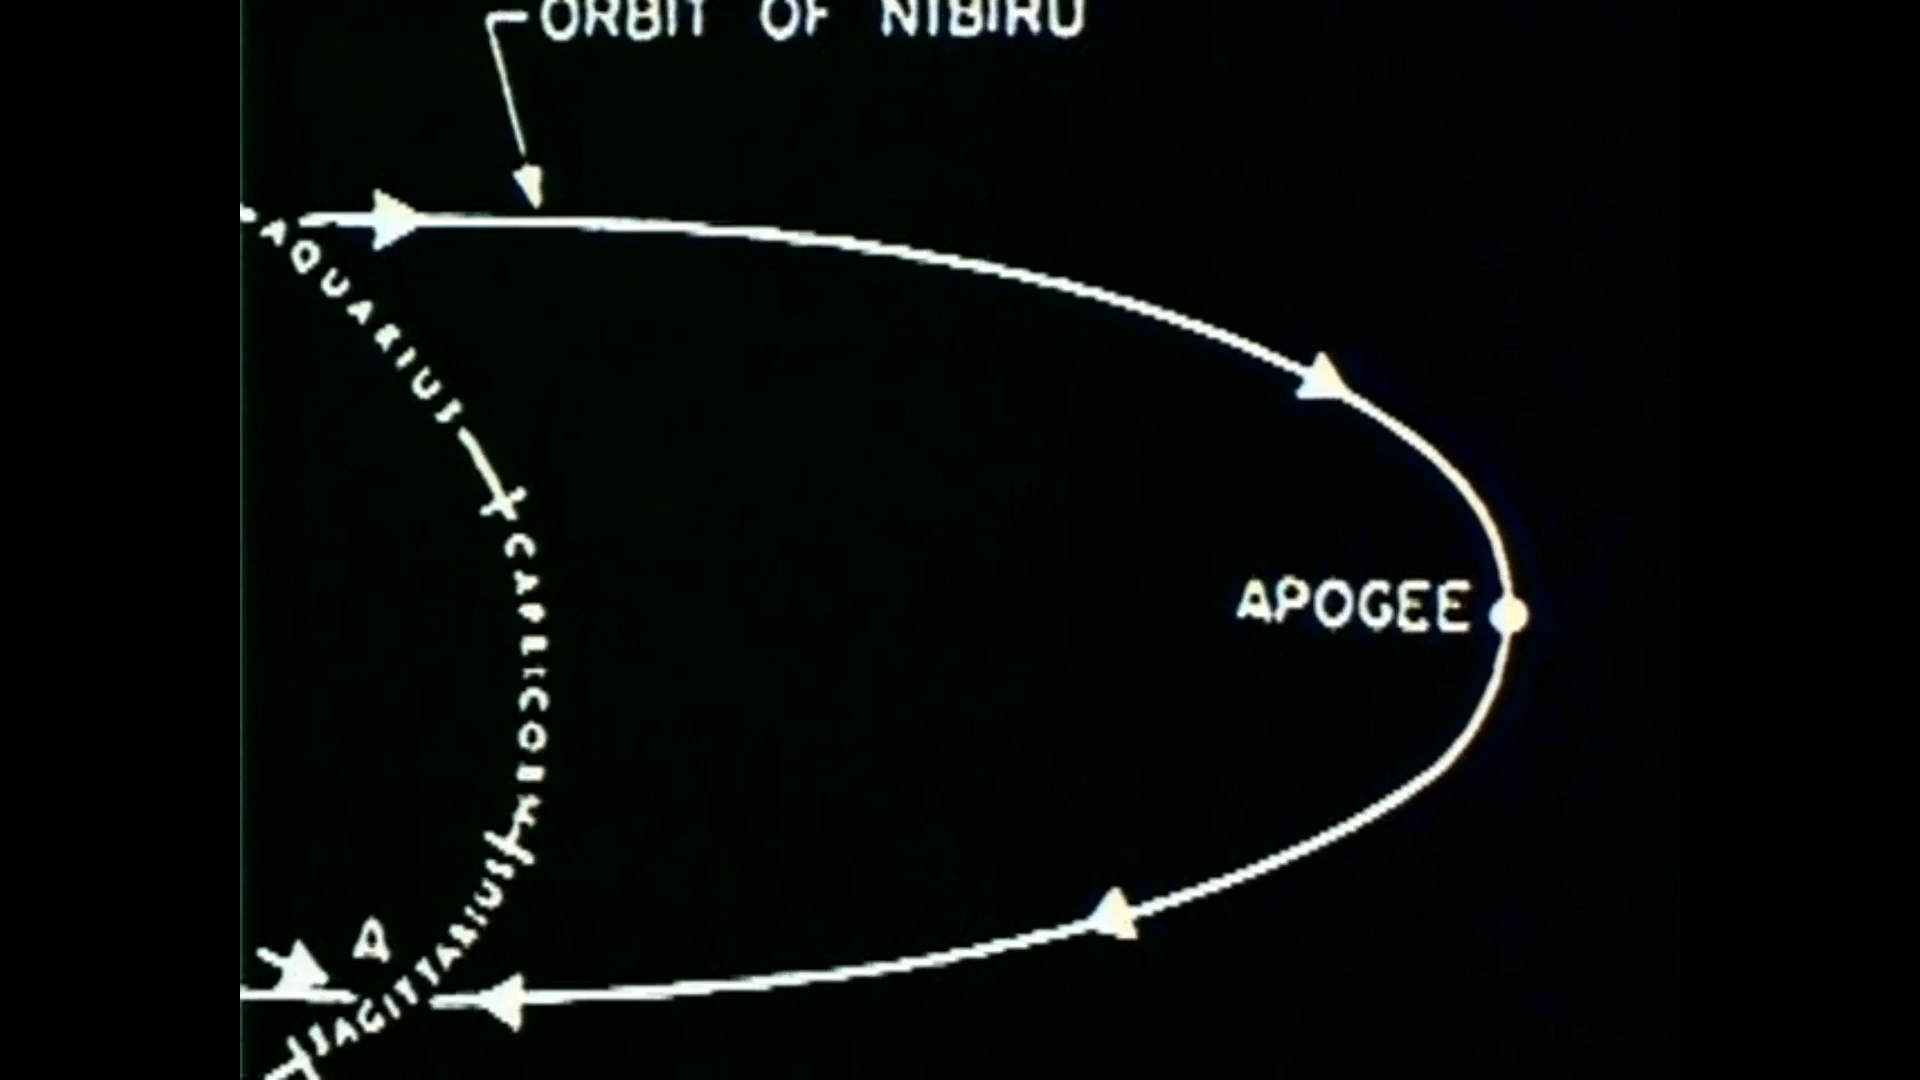 ORBIT OF NIBIRU
AQUARIUS
CAPRICORN
APOGEE
A
SAGITTARIUS